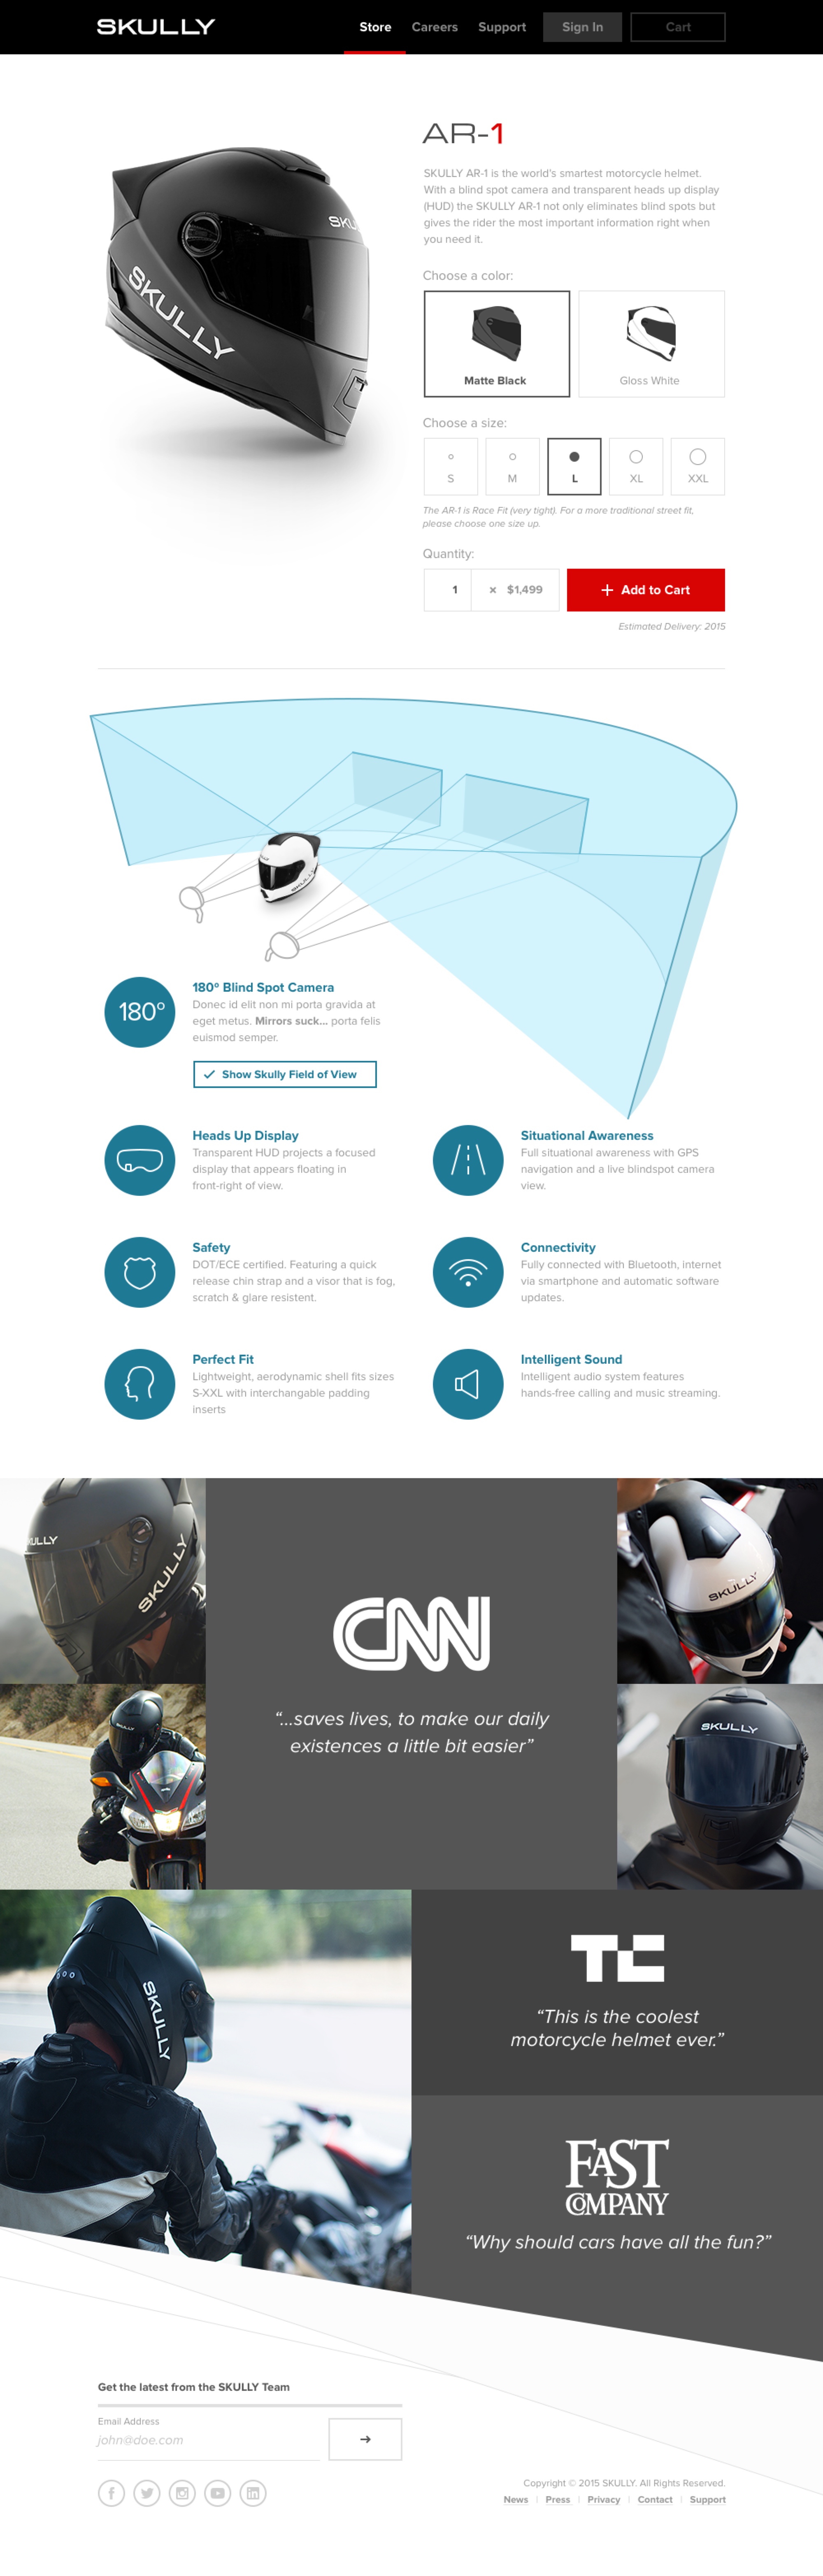 SKULLY
Store
Careers
Support
Sign In
Cart
AR-1
SKULLY AR-1 is the world's smartest motorcycle helmet.
With a blind spot camera and transparent heads up display
(HUD) the SKULLY AR-1 not only eliminates blind spots but
gives the rider the most important information right when
you need it.
SKU
SKULLY
Choose a color:
Matte Black
Gloss White
Choose a size:
S
M
L
XL
XXL
The AR-1 is Race Fit (very tight). For a more traditional street fit,
please choose one size up.
Quantity:
1
× $1,499
+ Add to Cart
Estimated Delivery: 2015
SKULLY
180º
180º Blind Spot Camera
Donec id elit non mi porta gravida at
eget metus. Mirrors suck... porta felis
euismod semper.
Show Skully Field of View
Heads Up Display
Transparent HUD projects a focused
display that appears floating in
front-right of view.
Situational Awareness
Full situational awareness with GPS
navigation and a live blindspot camera
view.
Safety
DOT/ECE certified. Featuring a quick
release chin strap and a visor that is fog,
scratch & glare resistent.
Connectivity
Fully connected with Bluetooth, internet
via smartphone and automatic software
updates.
Perfect Fit
Lightweight, aerodynamic shell fits sizes
S-XXL with interchangable padding
inserts
Intelligent Sound
Intelligent audio system features
hands-free calling and music streaming.
KULLY
SKULLY
CNN
"...saves lives, to make our daily
existences a little bit easier"
SKULLY
SKULLY
SKULLY
SKULLY
TC
"This is the coolest
motorcycle helmet ever."
FAST
COMPANY
"Why should cars have all the fun?"
Get the latest from the SKULLY Team
Email Address
john@doe.com
→
Copyright © 2015 SKULLY. All Rights Reserved.
News | Press | Privacy | Contact | Support